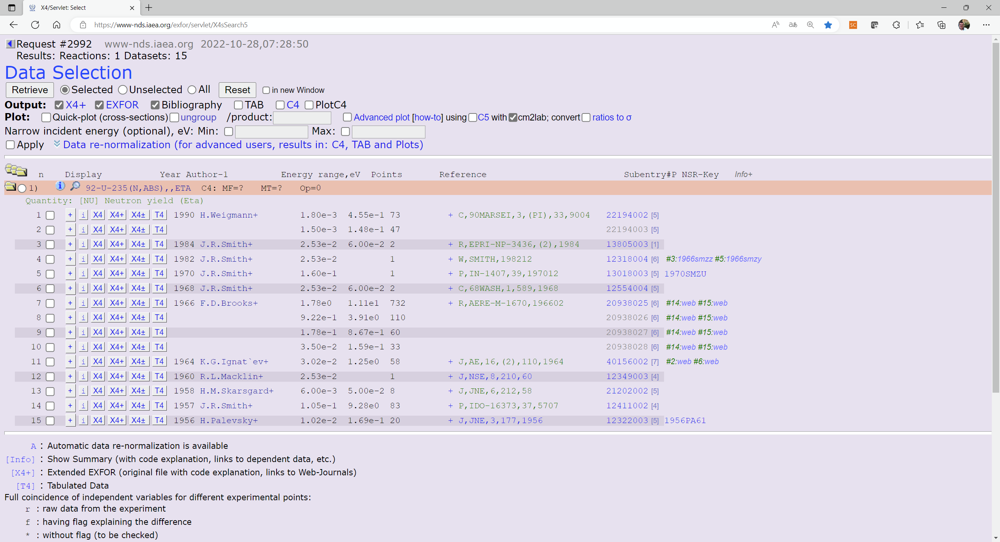 X4/Servlet: Select
https://www-nds.iaea.org/exfor/servlet/X4sSearch5
Request #2992 www-nds.iaea.org 2022-10-28,07:28:50
Results: Reactions: 1 Datasets: 15
Data Selection
Retrieve Selected Unselected All Reset in new Window
Output: X4+ EXFOR Bibliography TAB C4 PlotC4
Plot: Quick-plot (cross-sections) ungroup /product: Advanced plot [how-to] using C5 with cm2lab; convert ratios to σ
Narrow incident energy (optional), eV: Min: Max:
Apply Data re-normalization (for advanced users, results in: C4, TAB and Plots)
n Display Year Author-1 Energy range,eV Points Reference Subentry#P NSR-Key Info+
1) i 92-U-235(N,ABS),,ETA C4: MF=? MT=? Op=0
Quantity: [NU] Neutron yield (Eta)
1 + i X4 X4+ X4± T4 1990 H.Weigmann+ 1.80e-3 4.55e-1 73 + C,90MARSEI,3,(PI),33,9004 22194002 [5]
2 + i X4 X4+ X4± T4 1.50e-3 1.48e-1 47 22194003 [5]
3 + i X4 X4+ X4± T4 1984 J.R.Smith+ 2.53e-2 6.00e-2 2 + R,EPRI-NP-3436,(2),1984 13805003 [1]
4 + i X4 X4+ X4± T4 1982 J.R.Smith+ 2.53e-2 1 + W,SMITH,198212 12318004 [6] #3:1966smzz #5:1966smzy
5 + i X4 X4+ X4± T4 1970 J.R.Smith+ 1.60e-1 1 + P,IN-1407,39,197012 13018003 [5] 1970SMZU
6 + i X4 X4+ X4± T4 1968 J.R.Smith+ 2.53e-2 6.00e-2 2 + C,68WASH,1,589,1968 12554004 [5]
7 + i X4 X4+ X4± T4 1966 F.D.Brooks+ 1.78e0 1.11e1 732 + R,AERE-M-1670,196602 20938025 [6] #14:web #15:web
8 + i X4 X4+ X4± T4 9.22e-1 3.91e0 110 20938026 [6] #14:web #15:web
9 + i X4 X4+ X4± T4 1.78e-1 8.67e-1 60 20938027 [6] #14:web #15:web
10 + i X4 X4+ X4± T4 3.50e-2 1.59e-1 33 20938028 [6] #14:web #15:web
11 + i X4 X4+ X4± T4 1964 K.G.Ignat`ev+ 3.02e-2 1.25e0 58 + J,AE,16,(2),110,1964 40156002 [7] #2:web #6:web
12 + i X4 X4+ X4± T4 1960 R.L.Macklin+ 2.53e-2 1 + J,NSE,8,210,60 12349003 [4]
13 + i X4 X4+ X4± T4 1958 H.M.Skarsgard+ 6.00e-3 5.00e-2 8 + J,JNE,6,212,58 21202002 [5]
14 + i X4 X4+ X4± T4 1957 J.R.Smith+ 1.05e-1 9.28e0 83 + P,IDO-16373,37,5707 12411002 [4]
15 + i X4 X4+ X4± T4 1956 H.Palevsky+ 1.02e-2 1.69e-1 20 + J,JNE,3,177,1956 12322003 [5] 1956PA61
A : Automatic data re-normalization is available
[Info] : Show Summary (with code explanation, links to dependent data, etc.)
[X4+] : Extended EXFOR (original file with code explanation, links to Web-Journals)
[T4] : Tabulated Data
Full coincidence of independent variables for different experimental points:
r : raw data from the experiment
f : having flag explaining the difference
* : without flag (to be checked)